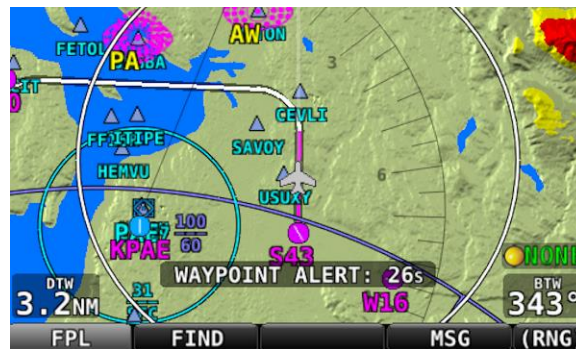 FETOL
PA
BA
AW
ON
3
CEVLI
ITIPE
SAVOY
HEMVU
6
USUXY
KPAE
100
60
S43
NONE
WAYPOINT ALERT: 26s
DTW
3.2NM
31
W16
BTW
343°
FPL
FIND
MSG
(RNG